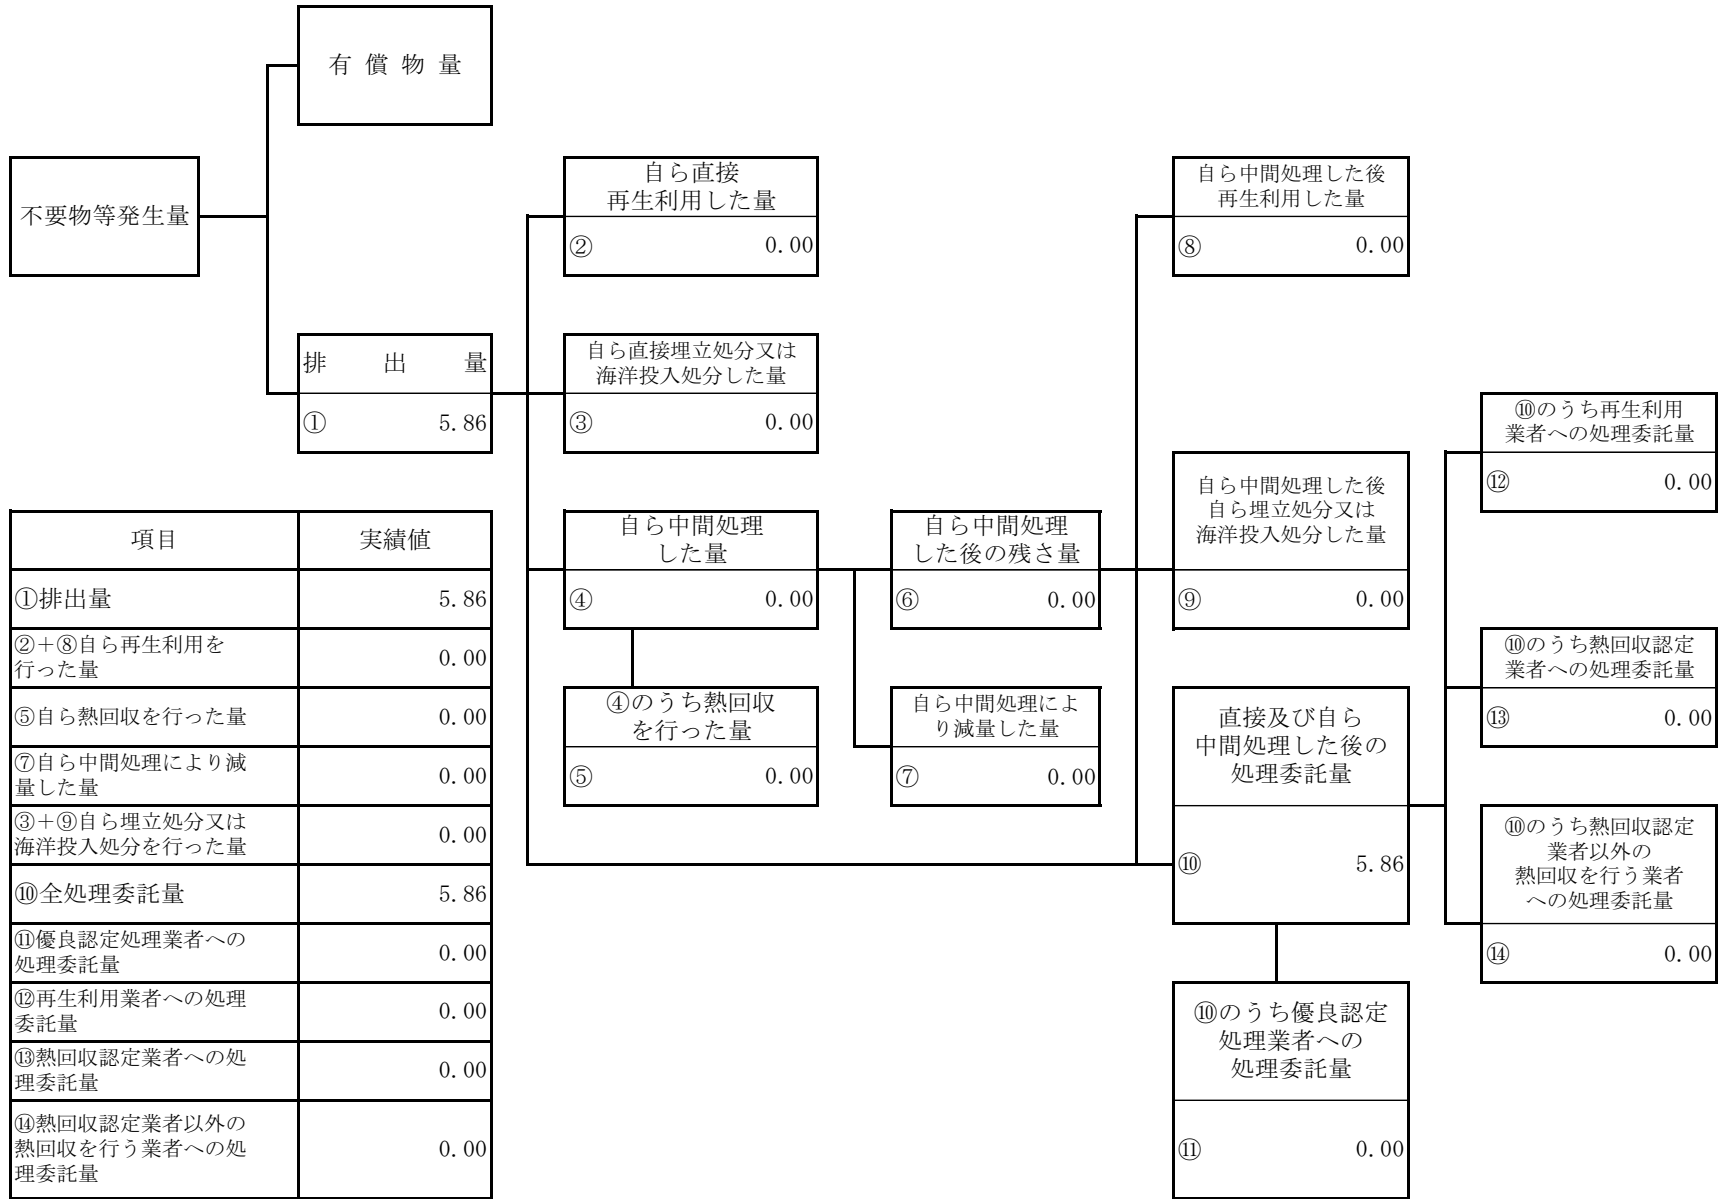 有償物量
不要物等発生量
自ら直接
再生利用した量
② 0.00
自ら中間処理した後
再生利用した量
⑧ 0.00
排出量
① 5.86
自ら直接埋立処分又は
海洋投入処分した量
③ 0.00
⑩のうち再生利用
業者への処理委託量
⑫ 0.00
自ら中間処理した後
自ら埋立処分又は
海洋投入処分した量
⑨ 0.00
自ら中間処理
した量
④ 0.00
自ら中間処理
した後の残さ量
⑥ 0.00
⑩のうち熱回収認定
業者への処理委託量
⑬ 0.00
④のうち熱回収
を行った量
⑤ 0.00
自ら中間処理によ
り減量した量
⑦ 0.00
直接及び自ら
中間処理した後の
処理委託量
⑩ 5.86
⑩のうち熱回収認定
業者以外の
熱回収を行う業者
への処理委託量
⑭ 0.00
⑩のうち優良認定
処理業者への
処理委託量
⑪ 0.00
項目 実績値
①排出量 5.86
②＋⑧自ら再生利用を
行った量 0.00
⑤自ら熱回収を行った量 0.00
⑦自ら中間処理により減
量した量 0.00
③＋⑨自ら埋立処分又は
海洋投入処分を行った量 0.00
⑩全処理委託量 5.86
⑪優良認定処理業者への
処理委託量 0.00
⑫再生利用業者への処理
委託量 0.00
⑬熱回収認定業者への処
理委託量 0.00
⑭熱回収認定業者以外の
熱回収を行う業者への処
理委託量 0.00